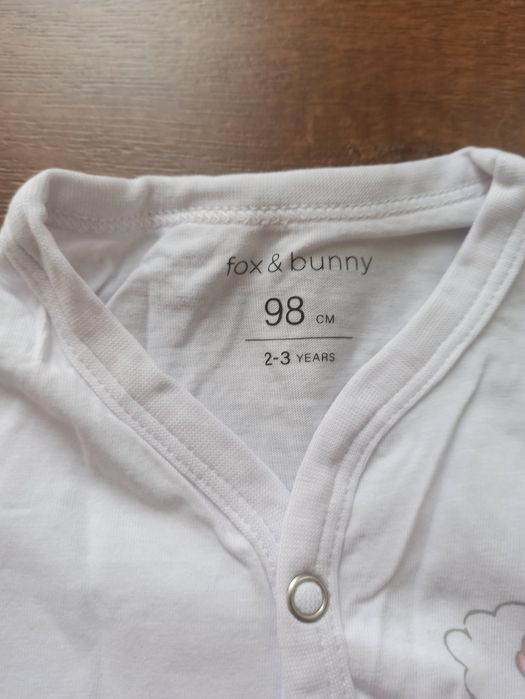 fox & bunny
98 CM
2-3 YEARS